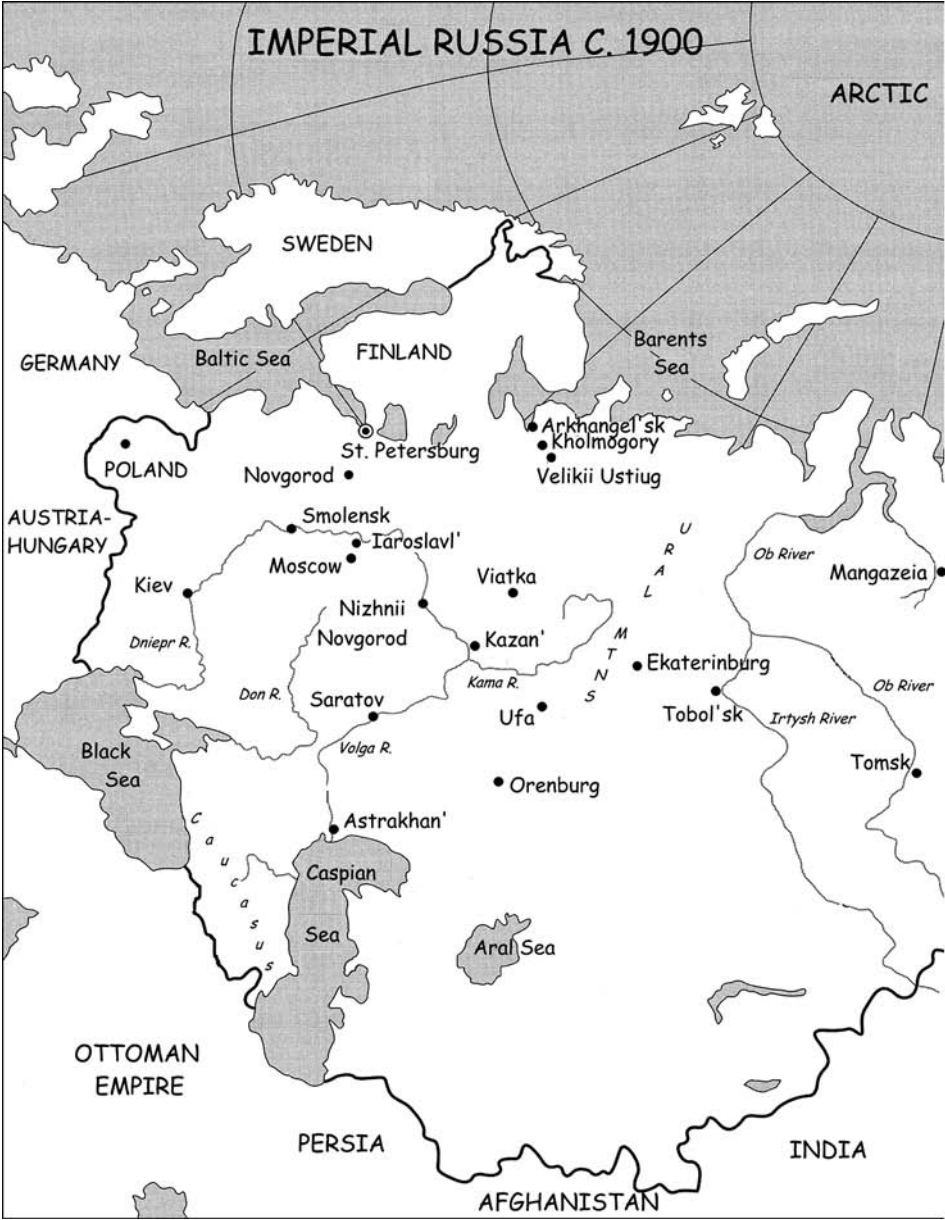 IMPERIAL RUSSIA C. 1900
ARCTIC
SWEDEN
Barents
Sea
FINLAND
Baltic Sea
GERMANY
Arkhangel'sk
Kholmogory
St. Petersburg
POLAND
Novgorod
Velikii Ustiug
AUSTRIA-
HUNGARY
Smolensk
Iaroslavl'
Moscow
URAL
MTNS
Ob River
Mangazeia
Viatka
Kiev
Nizhnii
Novgorod
Dniepr R.
Kazan'
Kama R.
Ekaterinburg
Ob River
Don R.
Saratov
Ufa
Tobol'sk
Irtysh River
Volga R.
Black
Sea
Tomsk
Orenburg
Astrakhan'
Caucasus
Caspian
Sea
Aral Sea
OTTOMAN
EMPIRE
PERSIA
INDIA
AFGHANISTAN